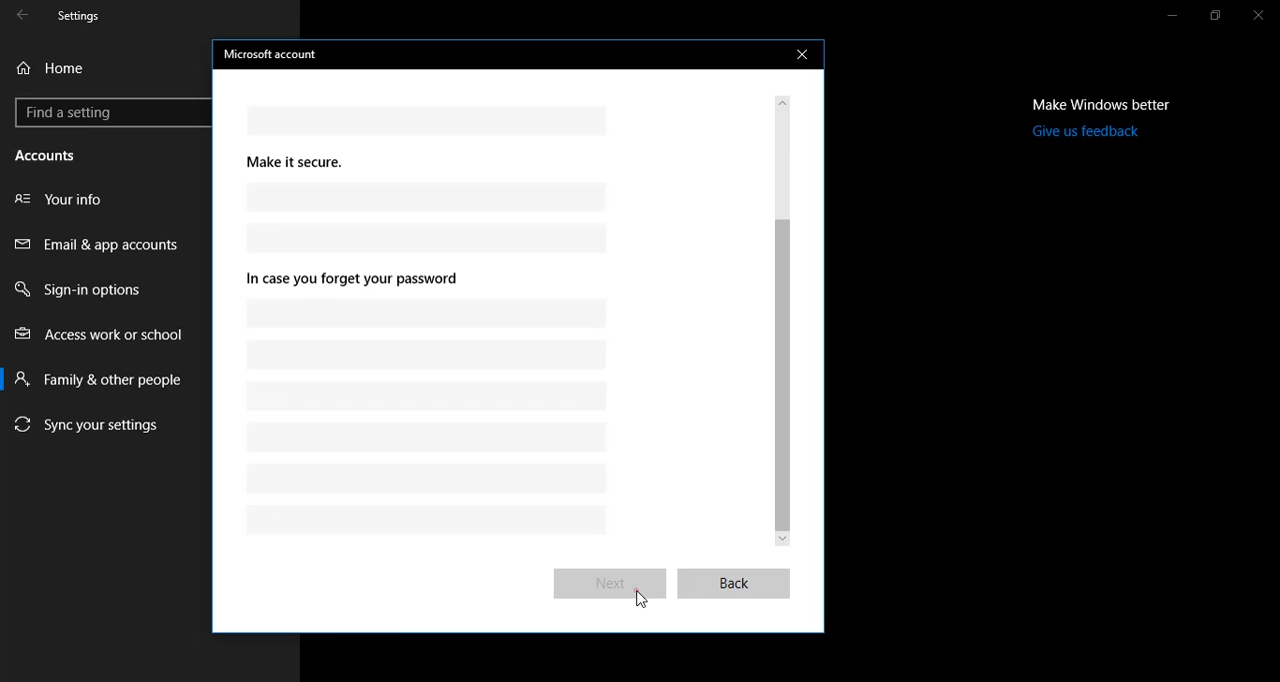 Settings
Home
Find a setting
Accounts
Your info
Email & app accounts
Sign-in options
Access work or school
Family & other people
Sync your settings
Microsoft account
Make it secure.
In case you forget your password
Next
Back
Make Windows better
Give us feedback